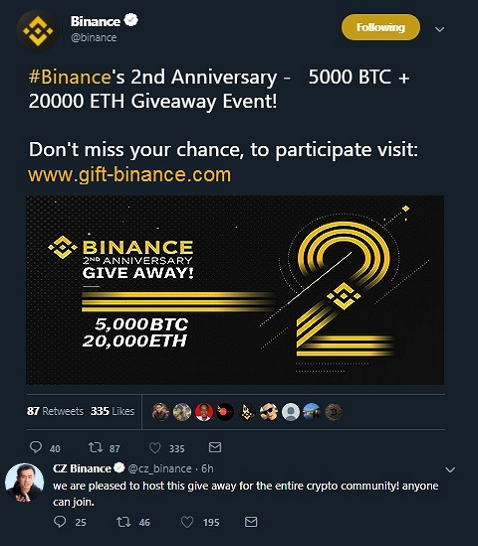 Binance
@binance
Following
#Binance's 2nd Anniversary - 5000 BTC +
20000 ETH Giveaway Event!
Don't miss your chance, to participate visit:
www.gift-binance.com
BINANCE
2ND ANNIVERSARY
GIVE AWAY!
5,000BTC
20,000ETH
2
87 Retweets 335 Likes
40 87 335
CZ Binance @cz_binance · 6h
we are pleased to host this give away for the entire crypto community! anyone
can join.
25 46 195